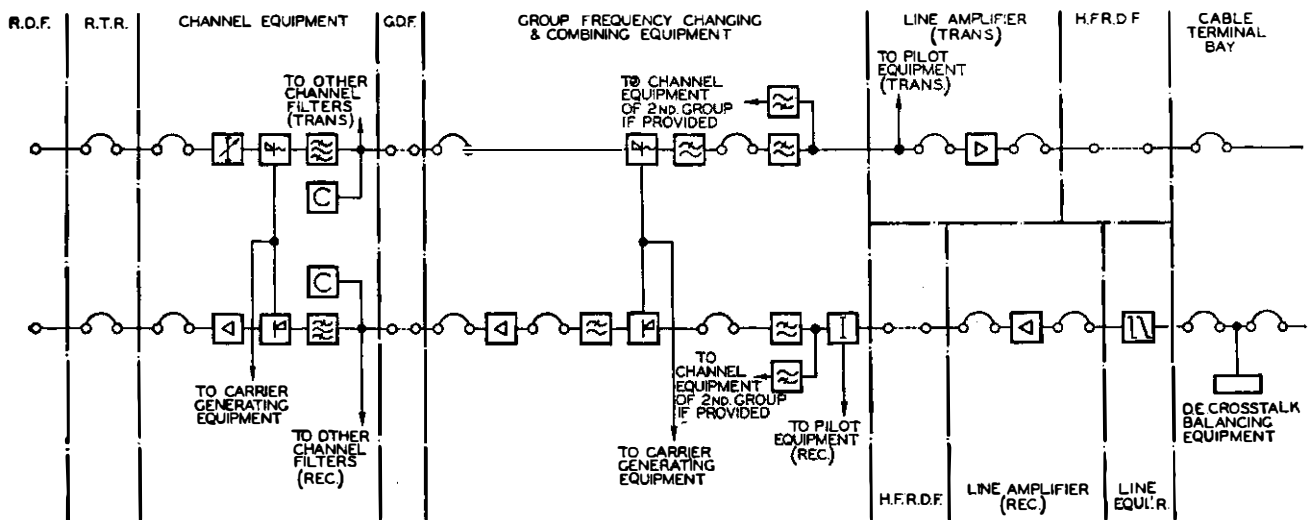 R.D.F.
R.T.R.
CHANNEL EQUIPMENT
G.D.F.
GROUP FREQUENCY CHANGING
& COMBINING EQUIPMENT
LINE AMPLIFIER
(TRANS)
H.F.R.D.F
CABLE
TERMINAL
BAY
TO OTHER
CHANNEL
FILTERS
(TRANS)
TO CHANNEL
EQUIPMENT
OF 2ND. GROUP
IF PROVIDED
TO PILOT
EQUIPMENT
(TRANS)
C
C
TO CARRIER
GENERATING
EQUIPMENT
TO OTHER
CHANNEL
FILTERS
(REC.)
TO
CHANNEL
EQUIPMENT
OF 2ND. GROUP
IF PROVIDED
TO CARRIER
GENERATING
EQUIPMENT
TO PILOT
EQUIPMENT
(REC.)
D.E. CROSSTALK
BALANCING
EQUIPMENT
H.F.R.D.F.
LINE AMPLIFIER
(REC.)
LINE
EQUL'R.